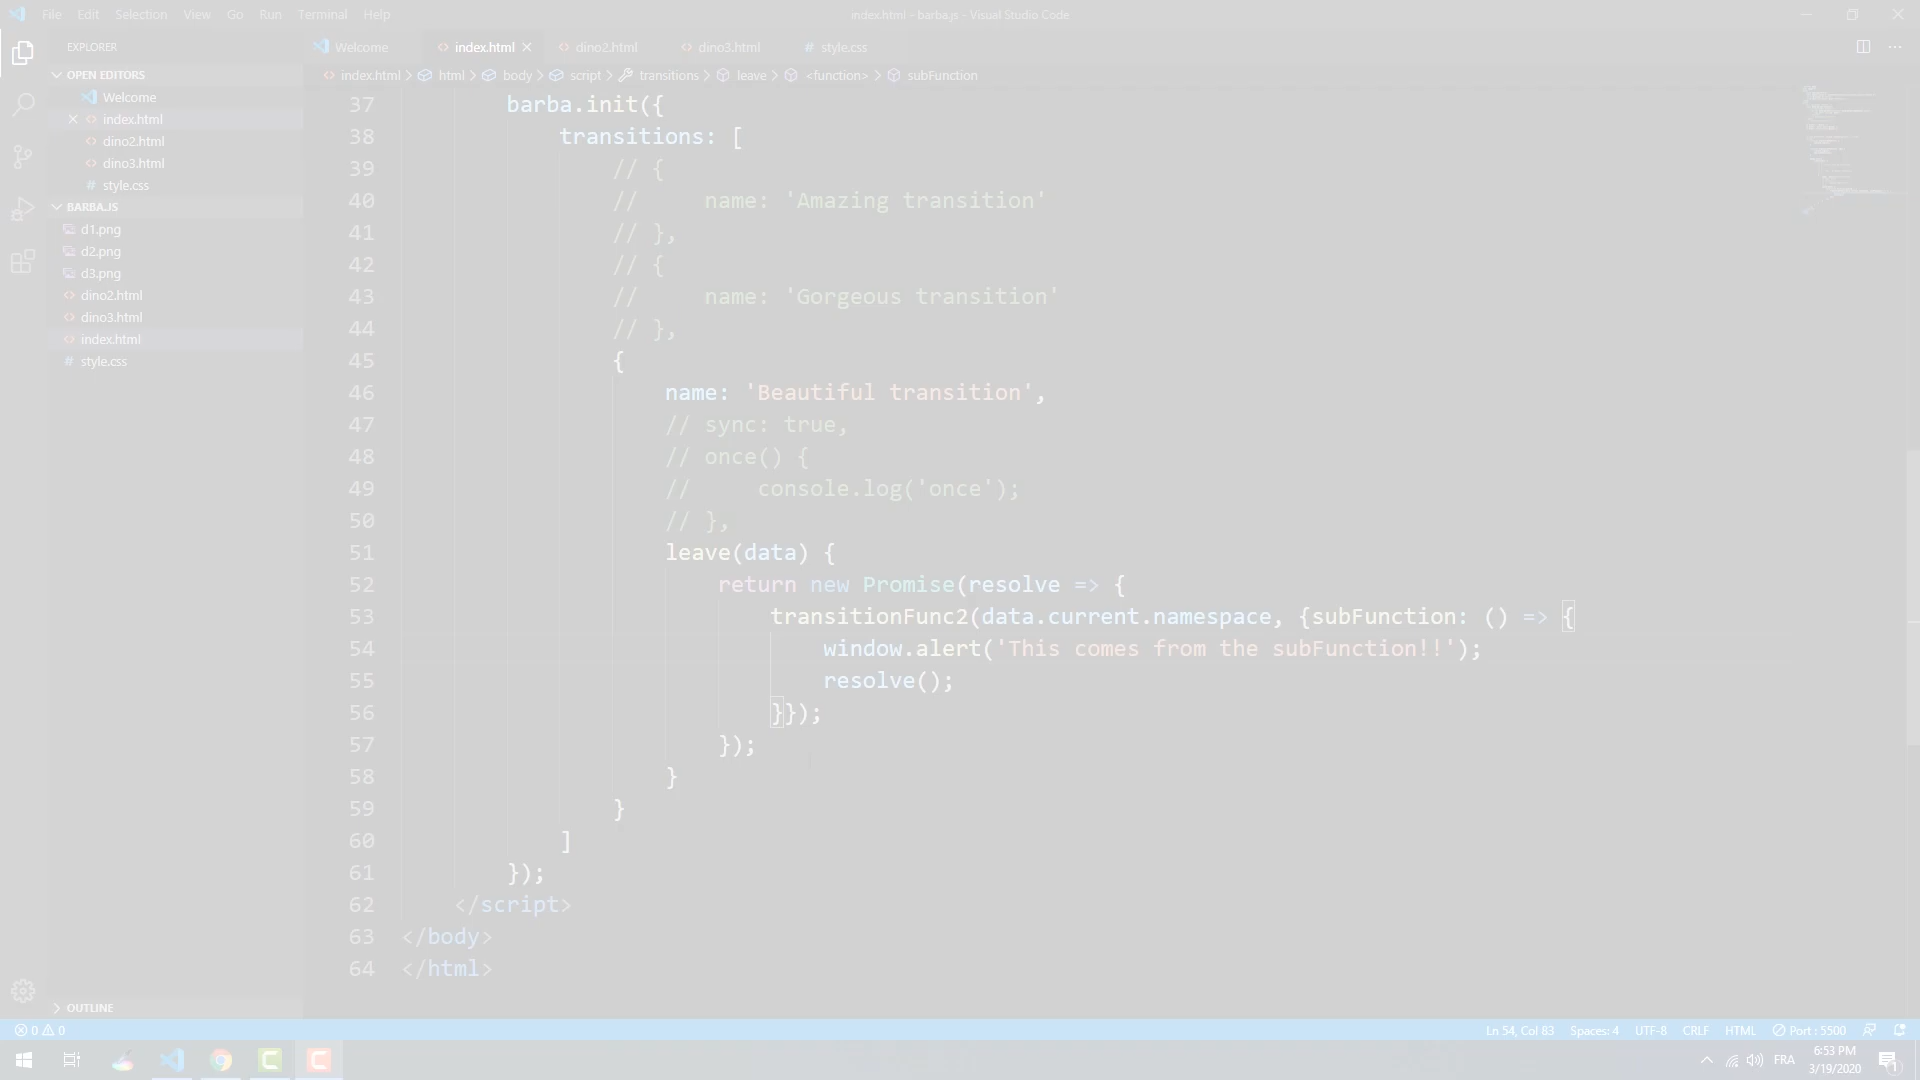 File Edit Selection View Go Run Terminal Help
index.html - barba.js - Visual Studio Code
EXPLORER
Welcome index.html dino2.html dino3.html style.css
OPEN EDITORS
index.html > html > body > script > transitions > leave > <function> > subFunction
Welcome
index.html
dino2.html
dino3.html
style.css
BARBA.JS
d1.png
d2.png
d3.png
dino2.html
dino3.html
index.html
style.css
37 barba.init({
38 transitions: [
39 // {
40 // name: 'Amazing transition'
41 // },
42 // {
43 // name: 'Gorgeous transition'
44 // },
45 {
46 name: 'Beautiful transition',
47 // sync: true,
48 // once() {
49 // console.log('once');
50 // },
51 leave(data) {
52 return new Promise(resolve => {
53 transitionFunc2(data.current.namespace, {subFunction: () => {
54 window.alert('This comes from the subFunction!!');
55 resolve();
56 }});
57 });
58 }
59 }
60 ]
61 });
62 </script>
63 </body>
64 </html>
OUTLINE
0 0
Ln 54, Col 83 Spaces: 4 UTF-8 CRLF HTML Port : 5500
FRA
6:53 PM
3/19/2020
1